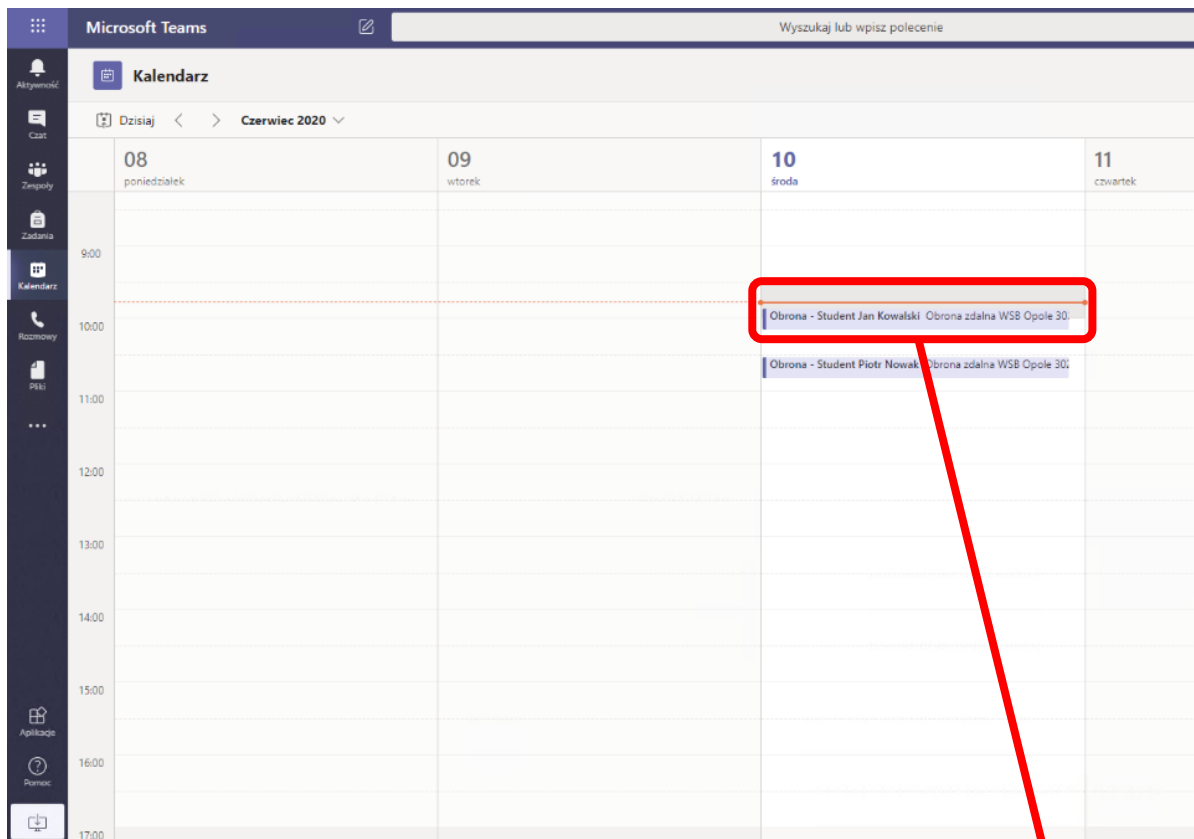 Microsoft Teams
Wyszukaj lub wpisz polecenie
Aktywność
Kalendarz
Czat
Dzisiaj
Czerwiec 2020
Zespoły
08
poniedziałek
09
wtorek
10
środa
11
czwartek
Zadania
9:00
Kalendarz
Rozmowy
10:00
Obrona - Student Jan Kowalski Obrona zdalna WSB Opole 30
Pliki
Obrona - Student Piotr Nowak Obrona zdalna WSB Opole 30
11:00
12:00
13:00
14:00
15:00
Aplikacje
16:00
Pomoc
17:00